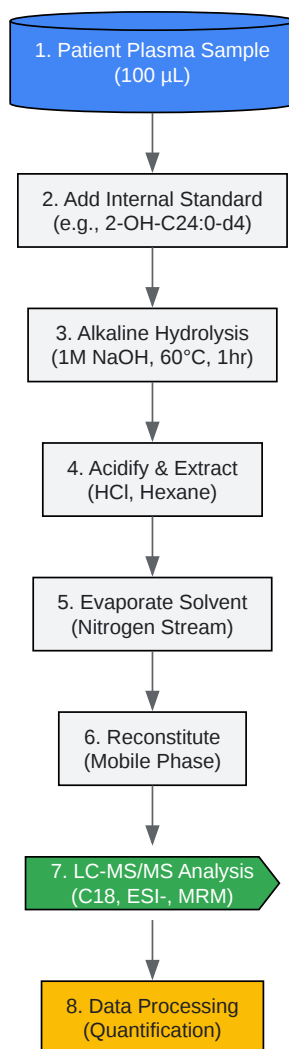 1. Patient Plasma Sample
(100 µL)
2. Add Internal Standard
(e.g., 2-OH-C24:0-d4)
3. Alkaline Hydrolysis
(1M NaOH, 60°C, 1hr)
4. Acidify & Extract
(HCl, Hexane)
5. Evaporate Solvent
(Nitrogen Stream)
6. Reconstitute
(Mobile Phase)
7. LC-MS/MS Analysis
(C18, ESI-, MRM)
8. Data Processing
(Quantification)